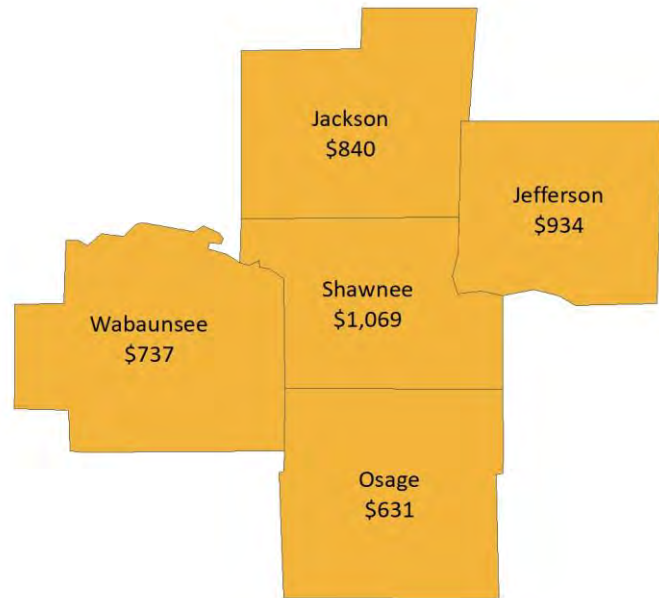 Jackson
$840
Jefferson
$934
Shawnee
$1,069
Wabaunsee
$737
Osage
$631